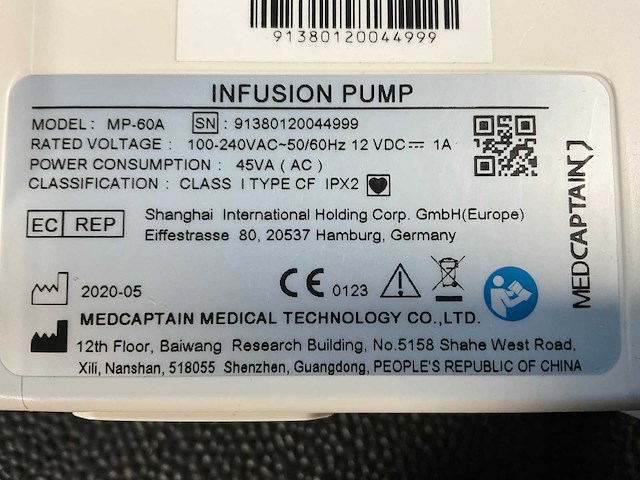 91380120044999
INFUSION PUMP
MODEL: MP-60A SN: 91380120044999
RATED VOLTAGE: 100-240VAC~50/60Hz 12 VDC⎓ 1A
POWER CONSUMPTION: 45VA (AC)
CLASSIFICATION: CLASS I TYPE CF IPX2
EC REP
Shanghai International Holding Corp. GmbH(Europe)
Eiffestrasse 80, 20537 Hamburg, Germany
MEDCAPTAIN
2020-05
CE 0123
MEDCAPTAIN MEDICAL TECHNOLOGY CO.,LTD.
12th Floor, Baiwang Research Building, No.5158 Shahe West Road,
Xili, Nanshan, 518055 Shenzhen, Guangdong, PEOPLE'S REPUBLIC OF CHINA